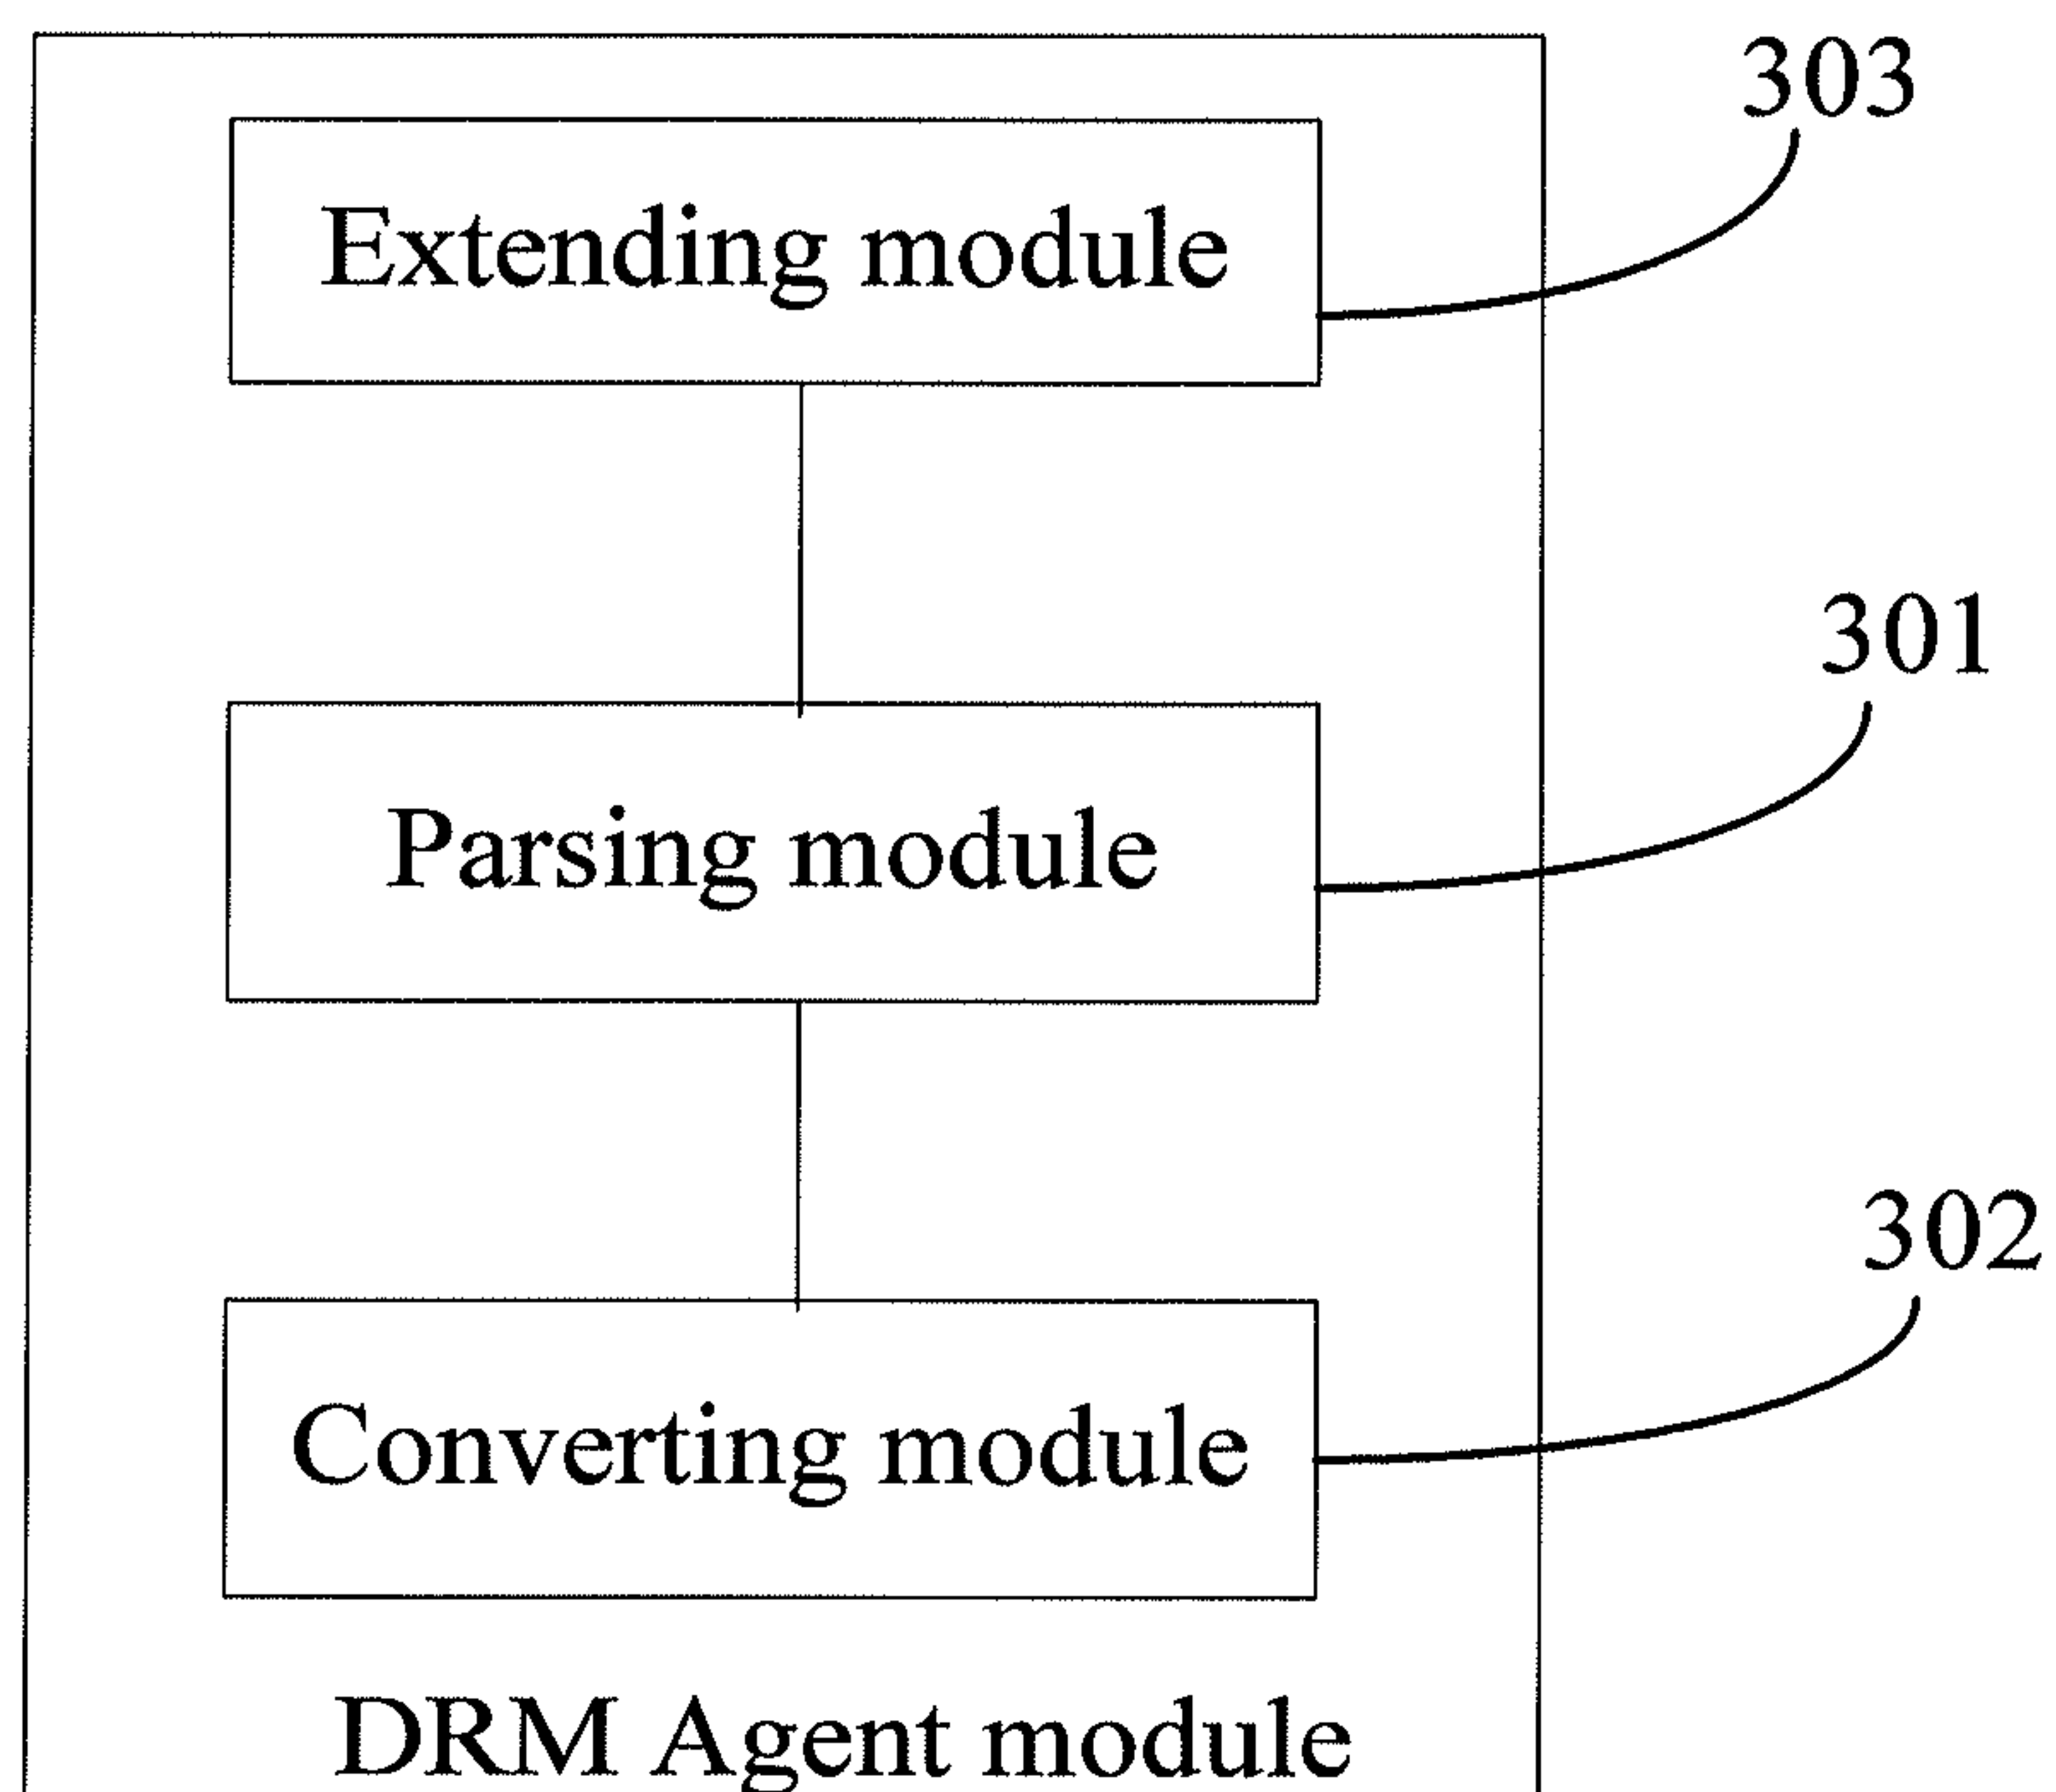 303
Extending module
301
Parsing module
302
Converting module
DRM Agent module